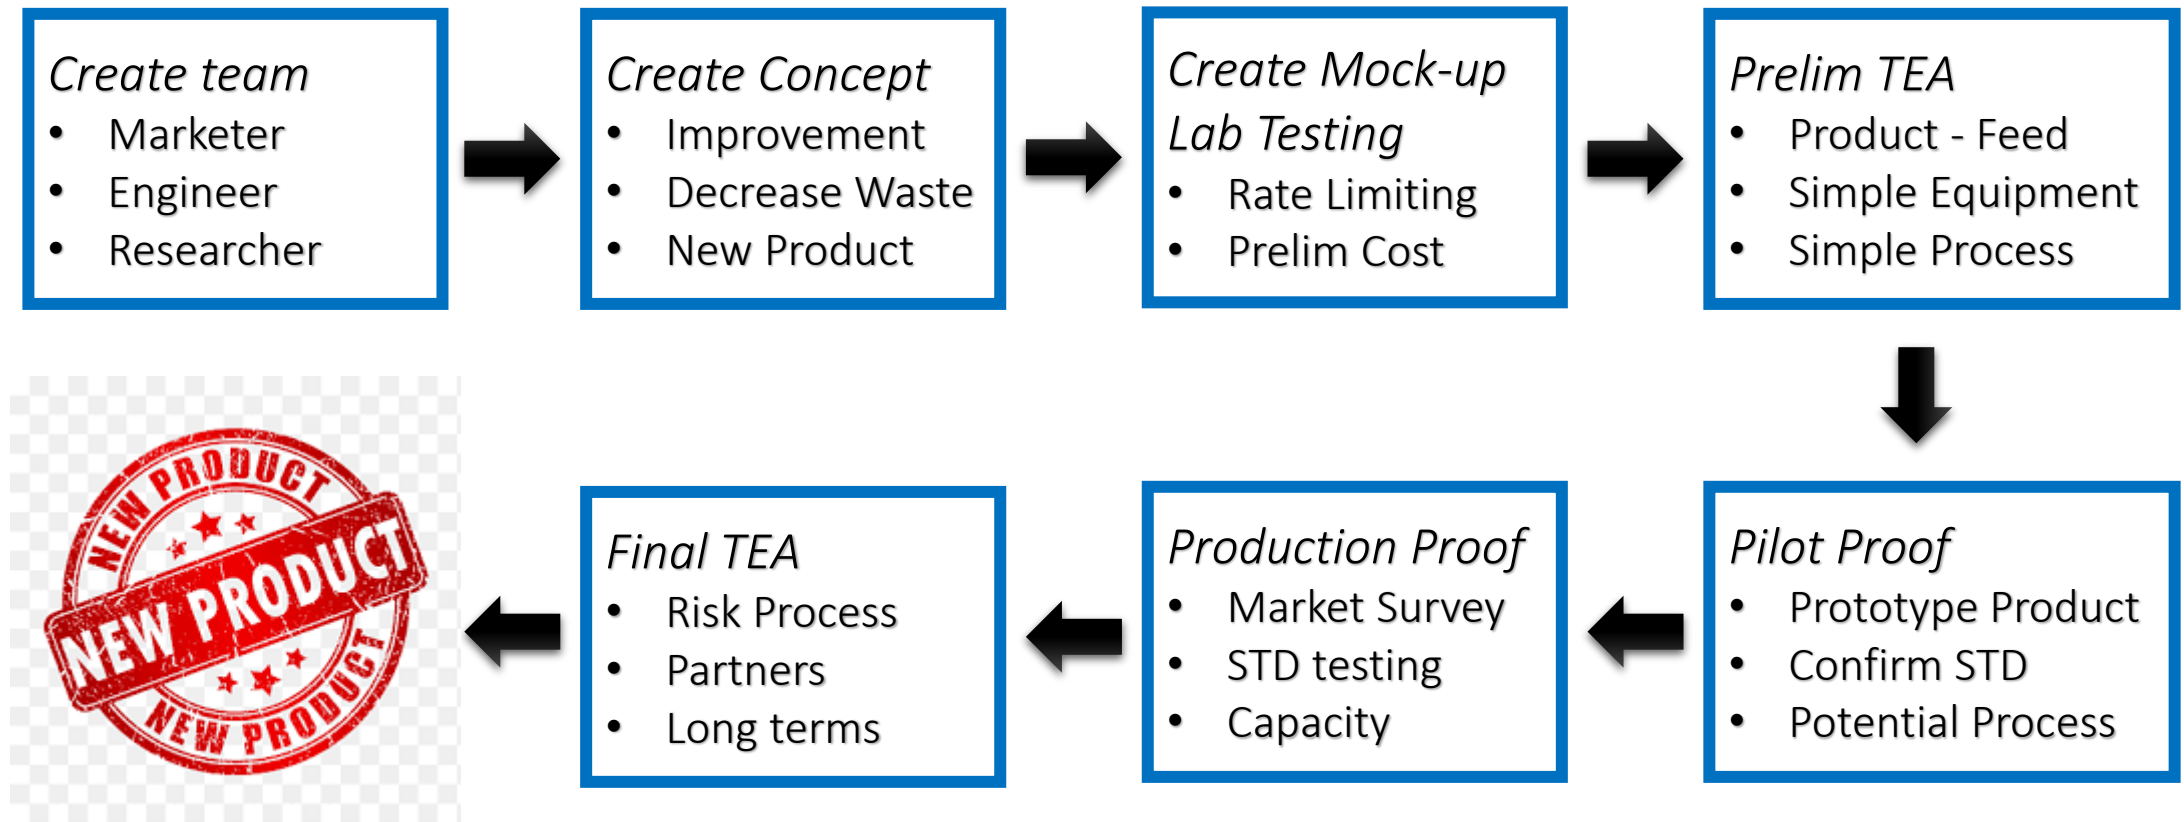 Create team
• Marketer
• Engineer
• Researcher
Create Concept
• Improvement
• Decrease Waste
• New Product
Create Mock-up
Lab Testing
• Rate Limiting
• Prelim Cost
Prelim TEA
• Product - Feed
• Simple Equipment
• Simple Process
Pilot Proof
• Prototype Product
• Confirm STD
• Potential Process
Production Proof
• Market Survey
• STD testing
• Capacity
Final TEA
• Risk Process
• Partners
• Long terms
NEW PRODUCT
NEW PRODUCT
NEW PRODUCT